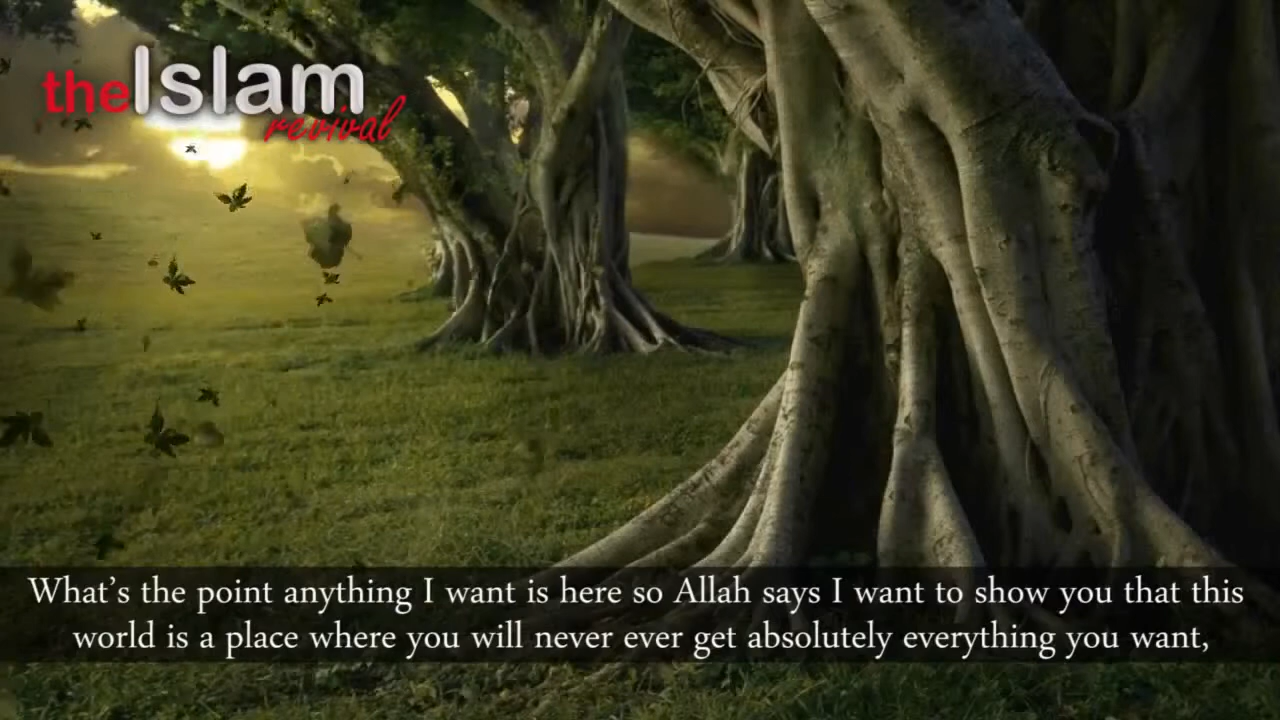 theIslam
revival
What's the point anything I want is here so Allah says I want to show you that this
world is a place where you will never ever get absolutely everything you want,